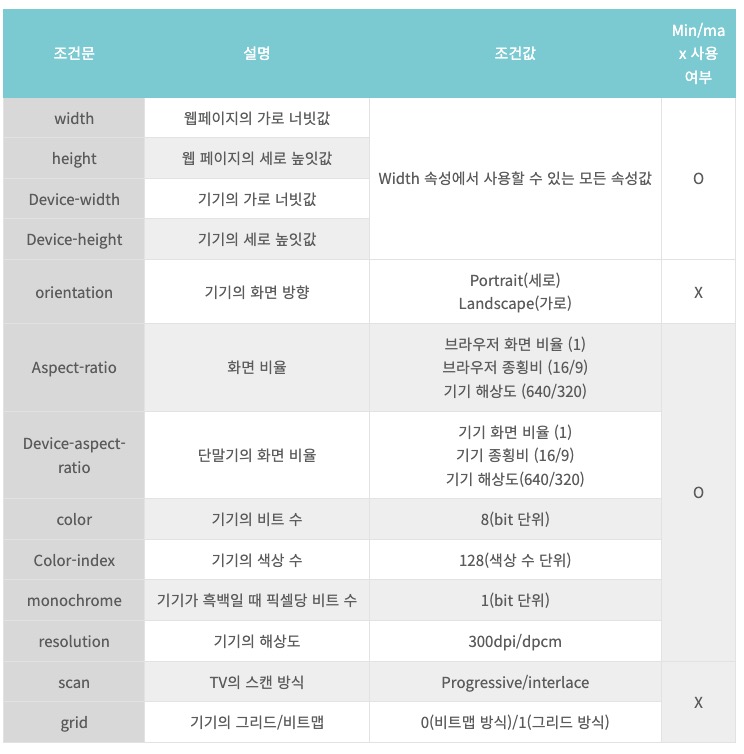 조건문 설명 조건값 Min/ma
x 사용
여부
width 웹페이지의 가로 너빗값
height 웹 페이지의 세로 높잇값
Width 속성에서 사용할 수 있는 모든 속성값 O
Device-width 기기의 가로 너빗값
Device-height 기기의 세로 높잇값
orientation 기기의 화면 방향 Portrait(세로)
Landscape(가로) X
Aspect-ratio 화면 비율 브라우저 화면 비율 (1)
브라우저 종횡비 (16/9)
기기 해상도 (640/320)
Device-aspect-
ratio 단말기의 화면 비율 기기 화면 비율 (1)
기기 종횡비 (16/9)
기기 해상도(640/320)
O
color 기기의 비트 수 8(bit 단위)
Color-index 기기의 색상 수 128(색상 수 단위)
monochrome 기기가 흑백일 때 픽셀당 비트 수 1(bit 단위)
resolution 기기의 해상도 300dpi/dpcm
scan TV의 스캔 방식 Progressive/interlace
X
grid 기기의 그리드/비트맵 0(비트맵 방식)/1(그리드 방식)